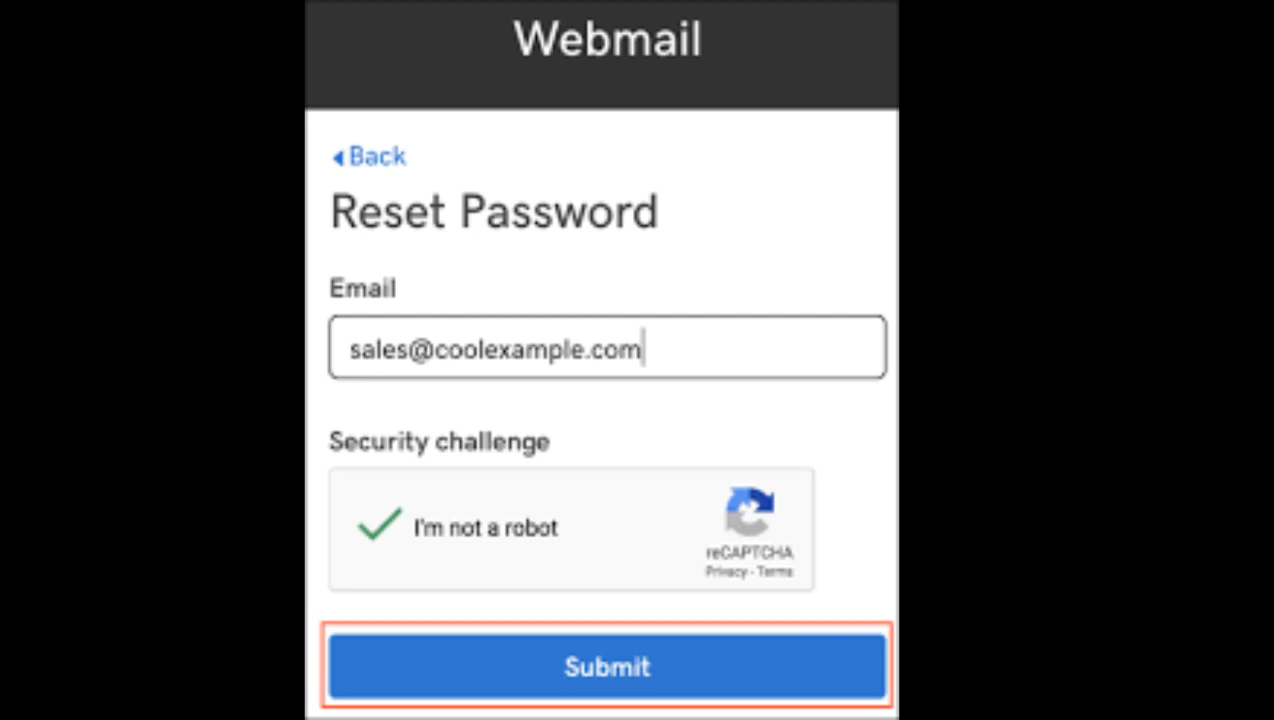 Webmail
Back
Reset Password
Email
sales@coolexample.com
Security challenge
I'm not a robot
reCAPTCHA
Privacy - Terms
Submit